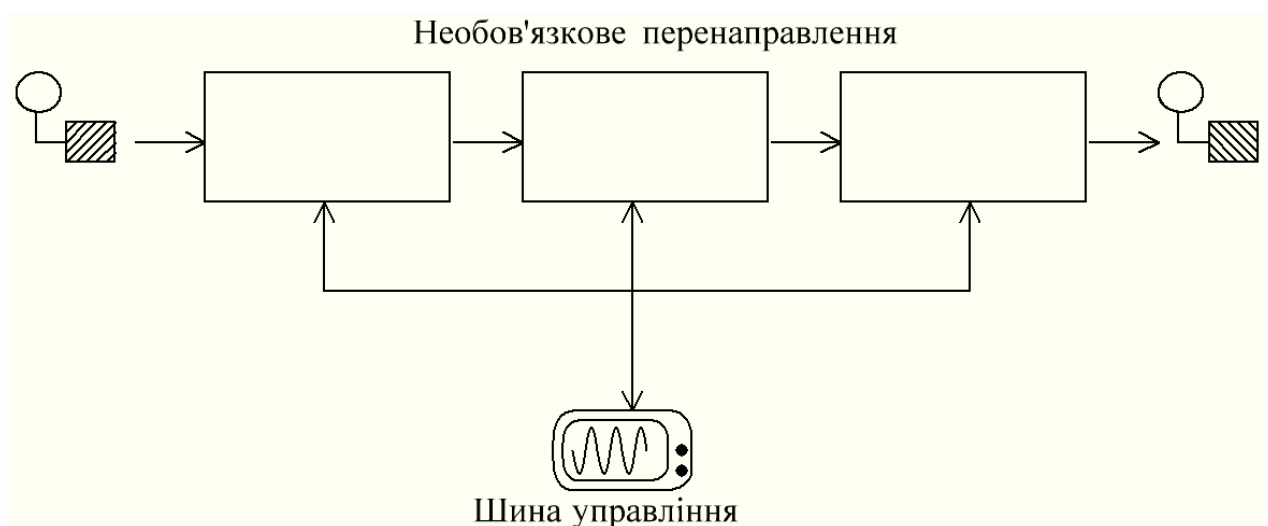 Необов'язкове перенаправлення
Шина управління